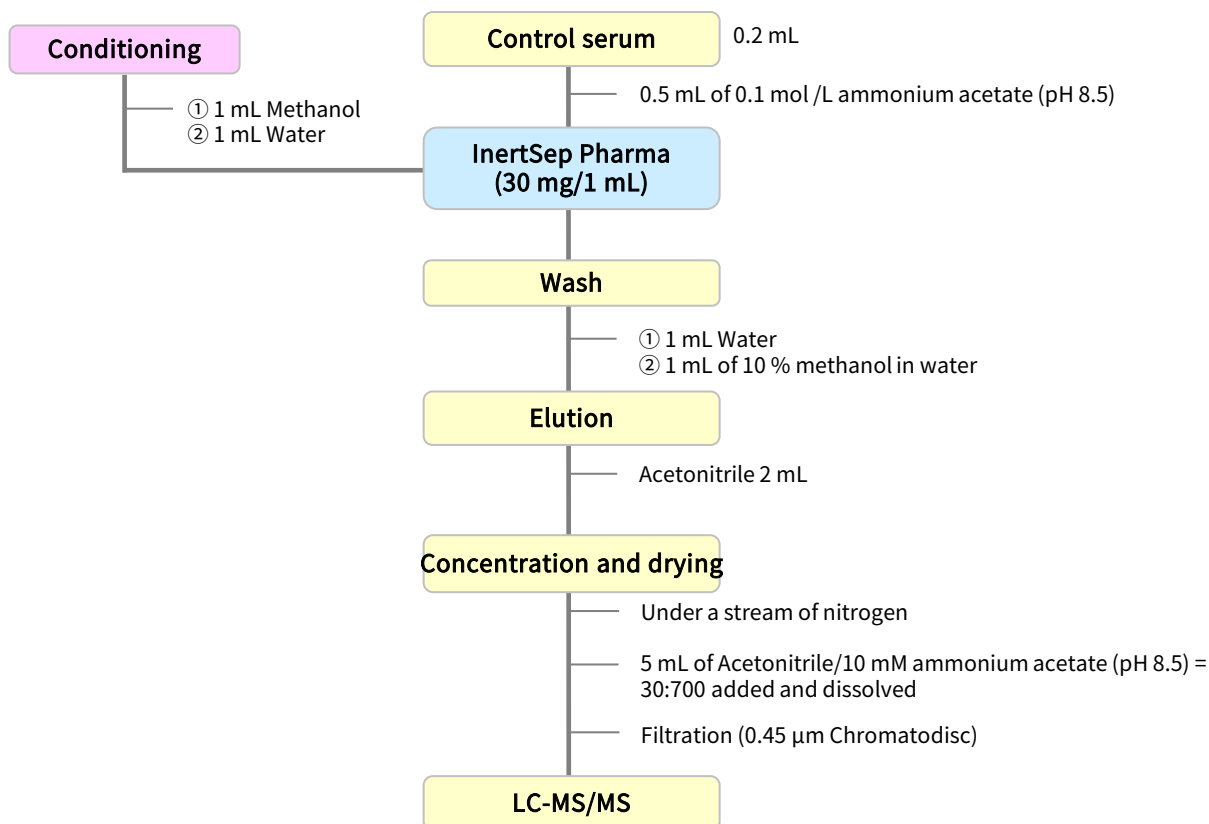 Conditioning
① 1 mL Methanol
② 1 mL Water
Control serum
0.2 mL
0.5 mL of 0.1 mol /L ammonium acetate (pH 8.5)
InertSep Pharma
(30 mg/1 mL)
Wash
① 1 mL Water
② 1 mL of 10 % methanol in water
Elution
Acetonitrile 2 mL
Concentration and drying
Under a stream of nitrogen
5 mL of Acetonitrile/10 mM ammonium acetate (pH 8.5) =
30:700 added and dissolved
Filtration (0.45 μm Chromatodisc)
LC-MS/MS